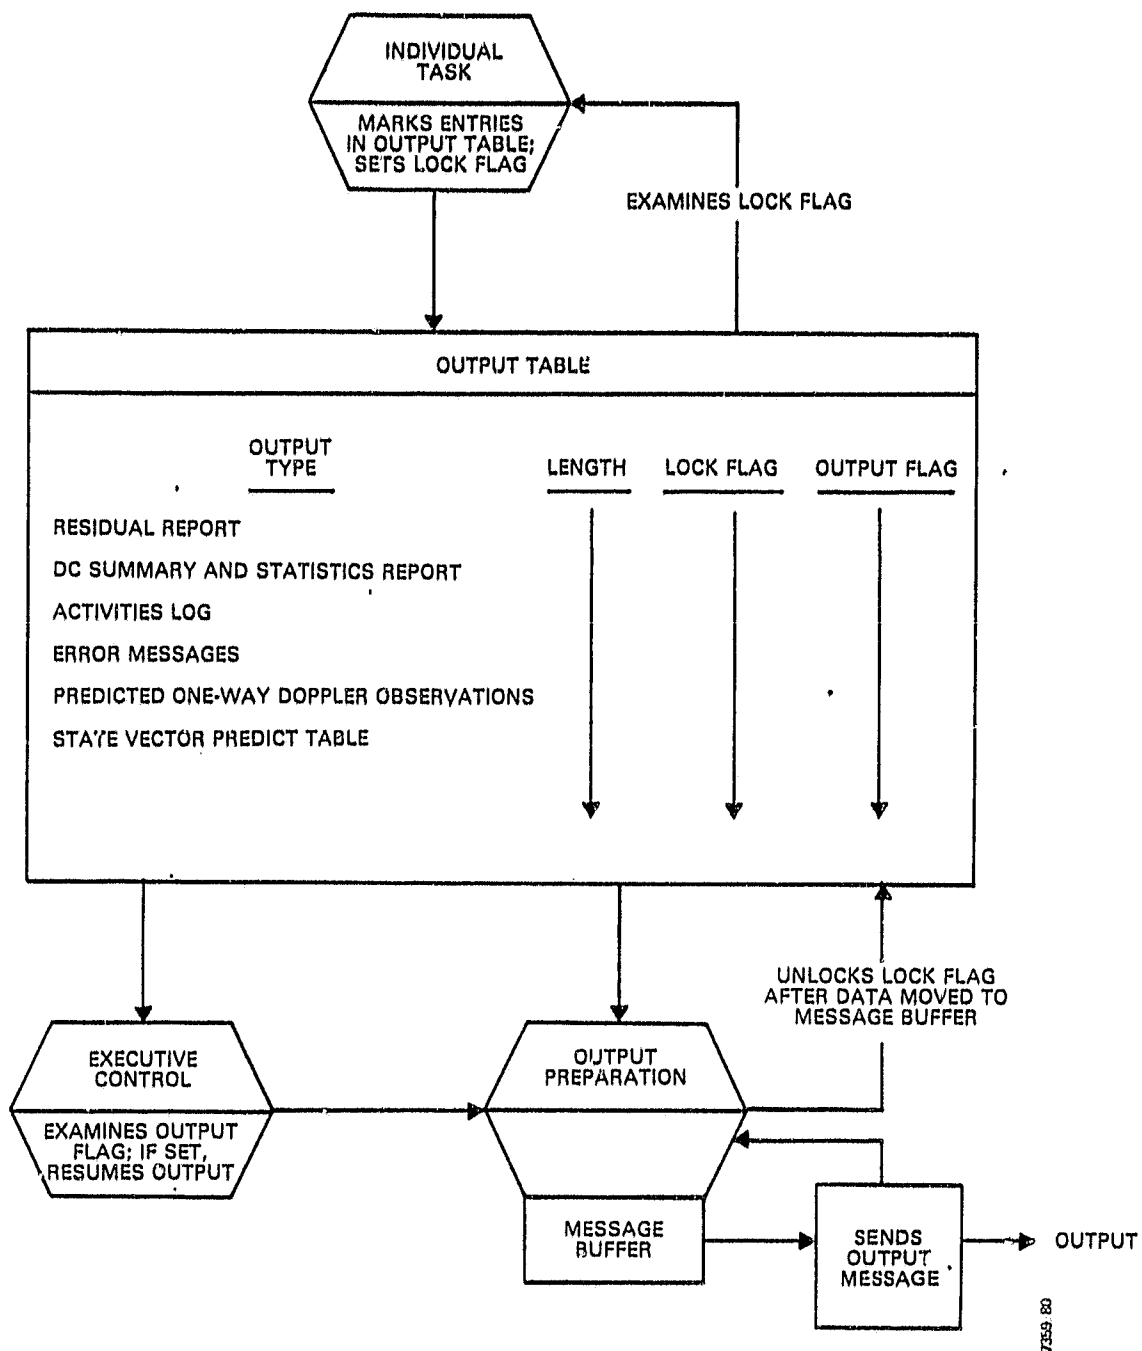 INDIVIDUAL
TASK
MARKS ENTRIES
IN OUTPUT TABLE;
SETS LOCK FLAG
EXAMINES LOCK FLAG
OUTPUT TABLE
OUTPUT
TYPE
LENGTH
LOCK FLAG
OUTPUT FLAG
RESIDUAL REPORT
DC SUMMARY AND STATISTICS REPORT
ACTIVITIES LOG
ERROR MESSAGES
PREDICTED ONE-WAY DOPPLER OBSERVATIONS
STATE VECTOR PREDICT TABLE
UNLOCKS LOCK FLAG
AFTER DATA MOVED TO
MESSAGE BUFFER
EXECUTIVE
CONTROL
EXAMINES OUTPUT
FLAG; IF SET,
RESUMES OUTPUT
OUTPUT
PREPARATION
MESSAGE
BUFFER
SENDS
OUTPUT
MESSAGE
OUTPUT
7359 80